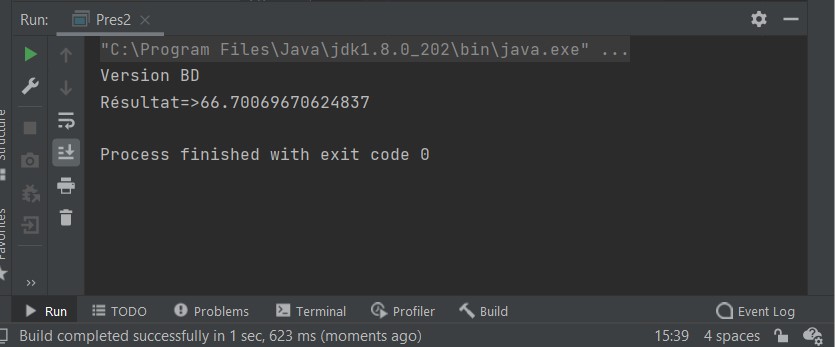 Run: Pres2 ×
"C:\Program Files\Java\jdk1.8.0_202\bin\java.exe" ...
Version BD
Résultat=>66.70069670624837
Process finished with exit code 0
Structure
Favorites
Run TODO Problems Terminal Profiler Build Event Log
Build completed successfully in 1 sec, 623 ms (moments ago) 15:39 4 spaces